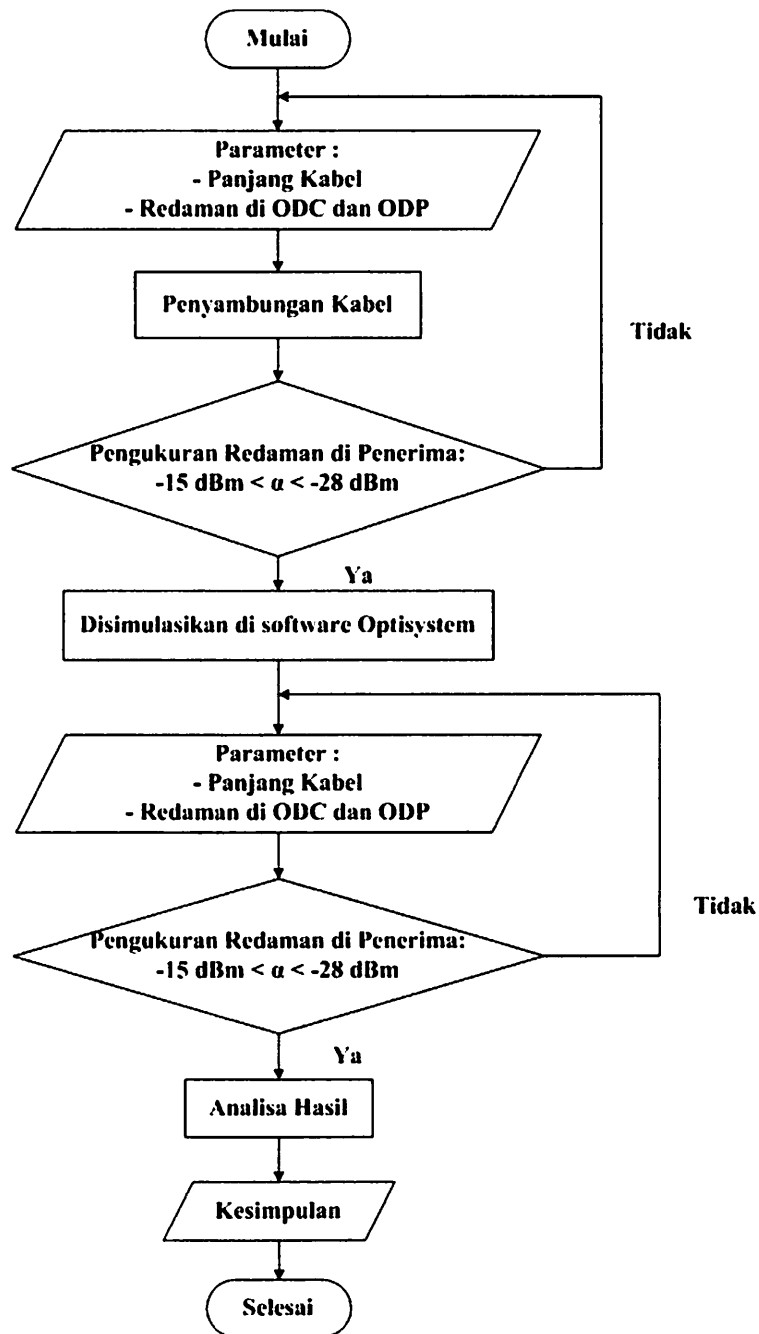 Mulai
Parameter :
- Panjang Kabel
- Redaman di ODC dan ODP
Penyambungan Kabel
Tidak
Pengukuran Redaman di Penerima:
-15 dBm < α < -28 dBm
Ya
Disimulasikan di software Optisystem
Parameter :
- Panjang Kabel
- Redaman di ODC dan ODP
Tidak
Pengukuran Redaman di Penerima:
-15 dBm < α < -28 dBm
Ya
Analisa Hasil
Kesimpulan
Selesai